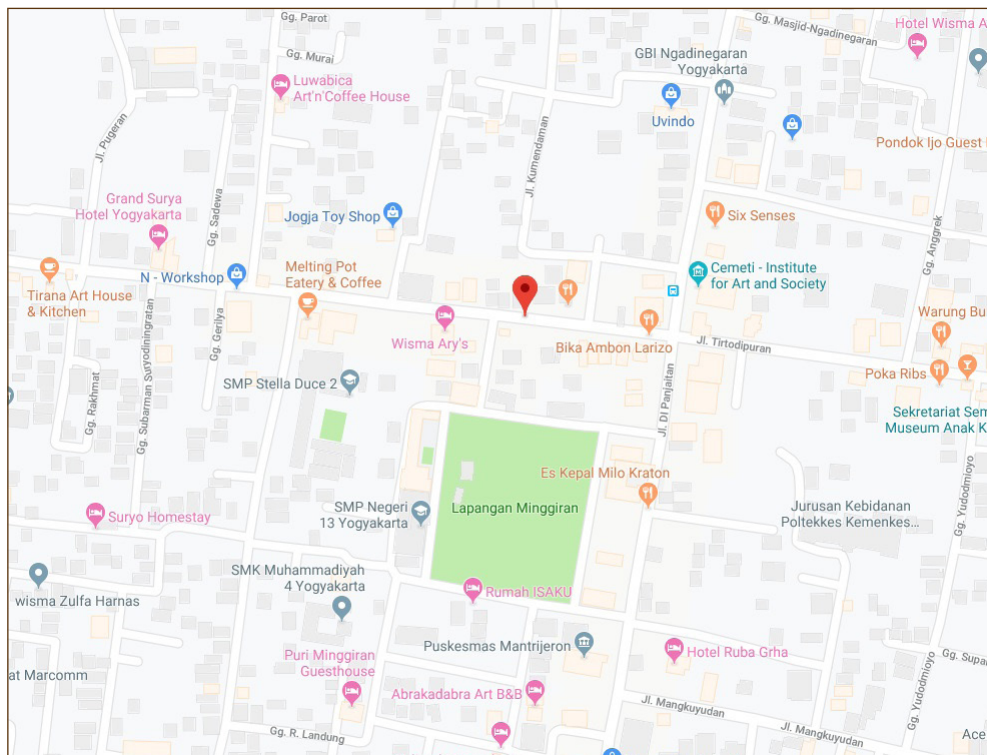 Gg. Parot
Gg. Masjid-Ngadinegaran
Hotel Wisma A
Gg. Murai
GBI Ngadinegaran
Yogyakarta
Luwabica
Art'n'Coffee House
Uvindo
Jl. Pugeran
Pondok Ijo Guest
Jl. Kumendaman
Gg. Sadewa
Grand Surya
Hotel Yogyakarta
Jogja Toy Shop
Six Senses
Gg. Anggrek
N - Workshop
Melting Pot
Eatery & Coffee
Cemeti - Institute
for Art and Society
Tirana Art House
& Kitchen
Warung Bu
Gg. Gerilya
Wisma Ary's
Bika Ambon Larizo
Jl. Tirtodipuran
Gg. Subarman Suryodiningratan
Gg. Rakhmat
SMP Stella Duce 2
Jl. DI Panjaitan
Poka Ribs
Sekretariat Sem
Museum Anak K
Es Kepal Milo Kraton
SMP Negeri
13 Yogyakarta
Lapangan Minggiran
Jurusan Kebidanan
Poltekkes Kemenkes...
Gg. Yudodmioyo
Suryo Homestay
SMK Muhammadiyah
4 Yogyakarta
wisma Zulfa Harnas
Rumah ISAKU
Puskesmas Mantrijeron
Hotel Ruba Grha
Puri Minggiran
Guesthouse
Gg. Supa
at Marcomm
Abrakadabra Art B&B
Jl. Mangkuyudan
Gg. Yudodmioyo
Gg. R. Landung
Jl. Mangkuyudan
Ace